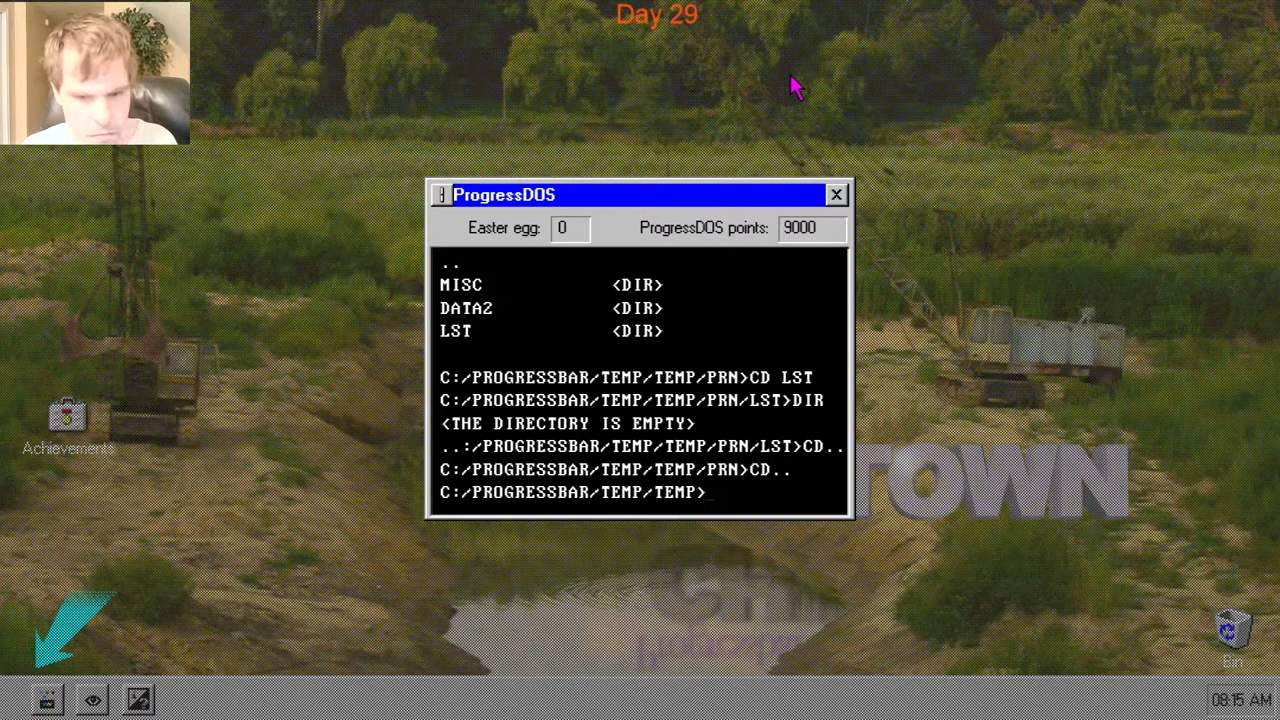 Day 29
ProgressDOS
Easter egg: 0 ProgressDOS points: 9000
..
MISC <DIR>
DATA2 <DIR>
LST <DIR>
C:/PROGRESSBAR/TEMP/TEMP/PRN>CD LST
C:/PROGRESSBAR/TEMP/TEMP/PRN/LST>DIR
<THE DIRECTORY IS EMPTY>
..:/PROGRESSBAR/TEMP/TEMP/PRN/LST>CD..
C:/PROGRESSBAR/TEMP/TEMP/PRN>CD..
C:/PROGRESSBAR/TEMP/TEMP>_
Achievements
TOWN
Bin
08:15 AM